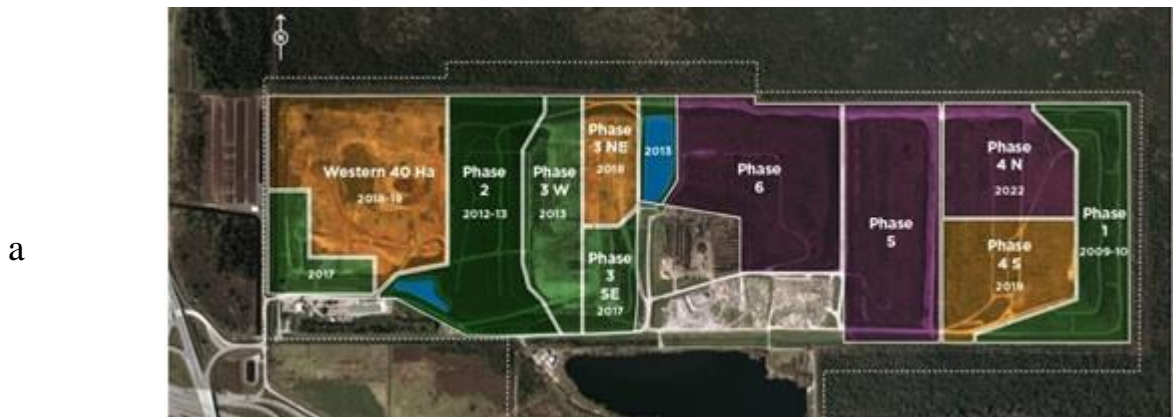 a
N
Western 40 Ha
2018-19
2017
Phase
2
2012-13
Phase
3 W
2013
Phase
3 NE
2018
Phase
3
SE
2017
2013
Phase
6
Phase
5
Phase
4 N
2022
Phase
4 S
2019
Phase
1
2009-10